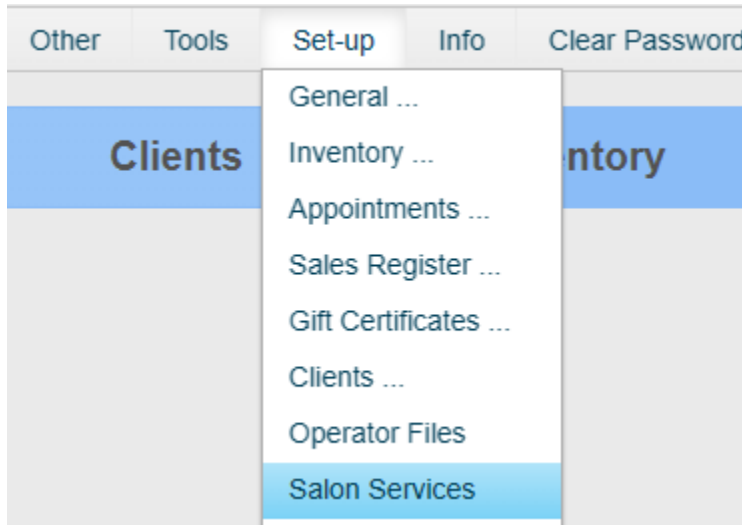 Other Tools Set-up Info Clear Password
General ...
Clients
Inventory ...
ntory
Appointments ...
Sales Register ...
Gift Certificates ...
Clients ...
Operator Files
Salon Services